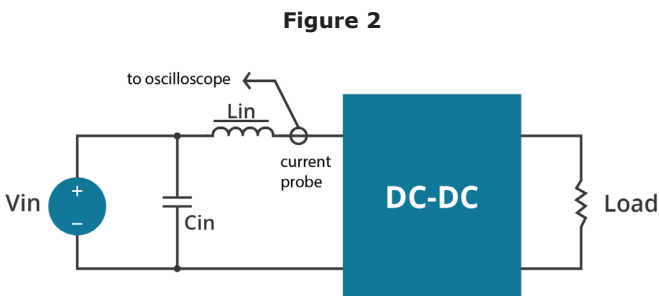 Figure 2
to oscilloscope
Lin
current
probe
Vin
+
−
Cin
DC-DC
Load